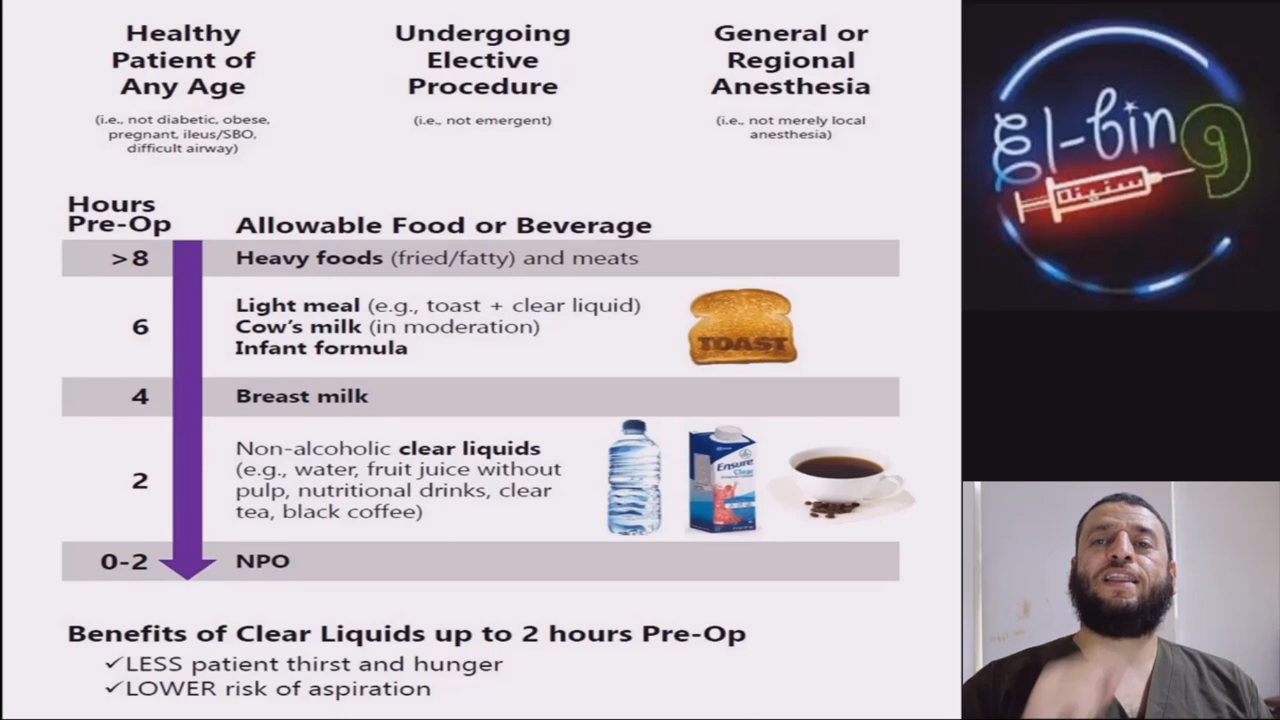 Healthy
Patient of
Any Age
(i.e., not diabetic, obese,
pregnant, ileus/SBO,
difficult airway)
Undergoing
Elective
Procedure
(i.e., not emergent)
General or
Regional
Anesthesia
(i.e., not merely local
anesthesia)
Hours
Pre-Op
Allowable Food or Beverage
>8 Heavy foods (fried/fatty) and meats
6
Light meal (e.g., toast + clear liquid)
Cow's milk (in moderation)
Infant formula
TOAST
4 Breast milk
2
Non-alcoholic clear liquids
(e.g., water, fruit juice without
pulp, nutritional drinks, clear
tea, black coffee)
Ensure
Clear
0-2 NPO
Benefits of Clear Liquids up to 2 hours Pre-Op
✓LESS patient thirst and hunger
✓LOWER risk of aspiration
El-bing